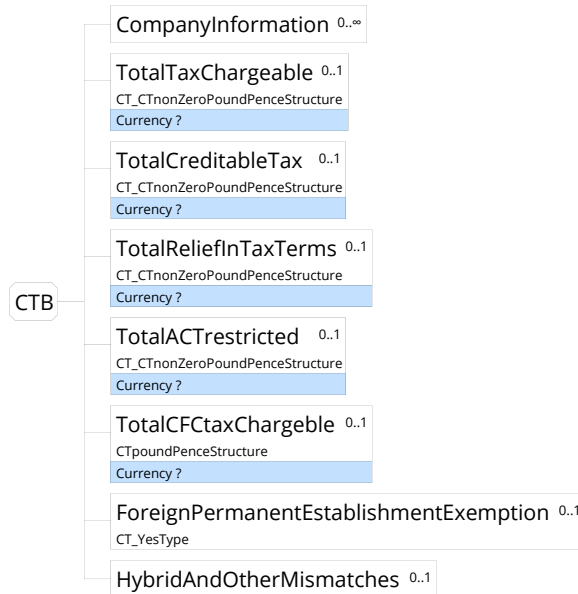 CompanyInformation 0..∞
TotalTaxChargeable 0..1
CT_CTnonZeroPoundPenceStructure
Currency ?
TotalCreditableTax 0..1
CT_CTnonZeroPoundPenceStructure
Currency ?
TotalReliefInTaxTerms 0..1
CT_CTnonZeroPoundPenceStructure
Currency ?
CTB
TotalACTrestricted 0..1
CT_CTnonZeroPoundPenceStructure
Currency ?
TotalCFCtaxChargeble 0..1
CTpoundPenceStructure
Currency ?
ForeignPermanentEstablishmentExemption 0..1
CT_YesType
HybridAndOtherMismatches 0..1